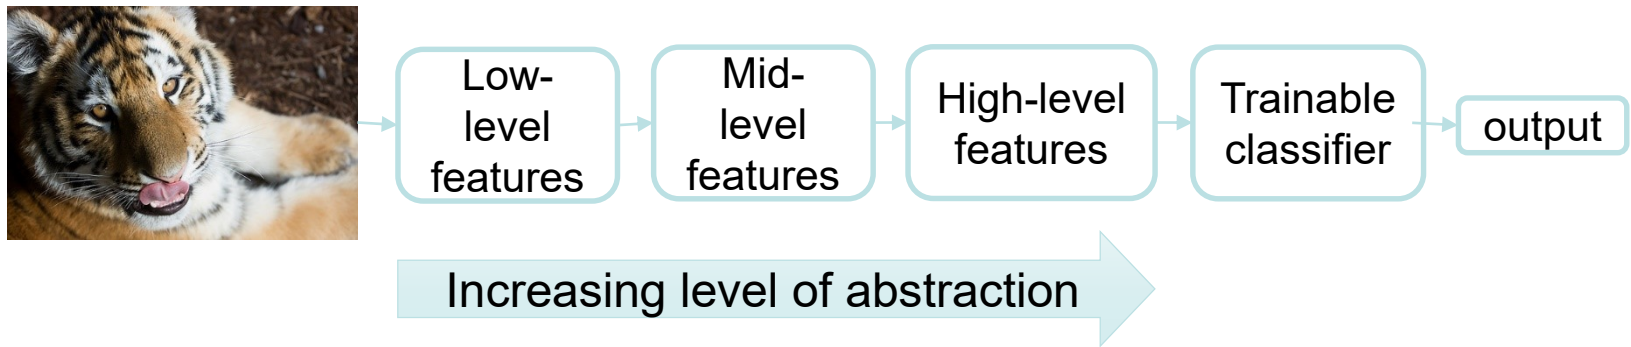 Low-
level
features
Mid-
level
features
High-level
features
Trainable
classifier
output
Increasing level of abstraction